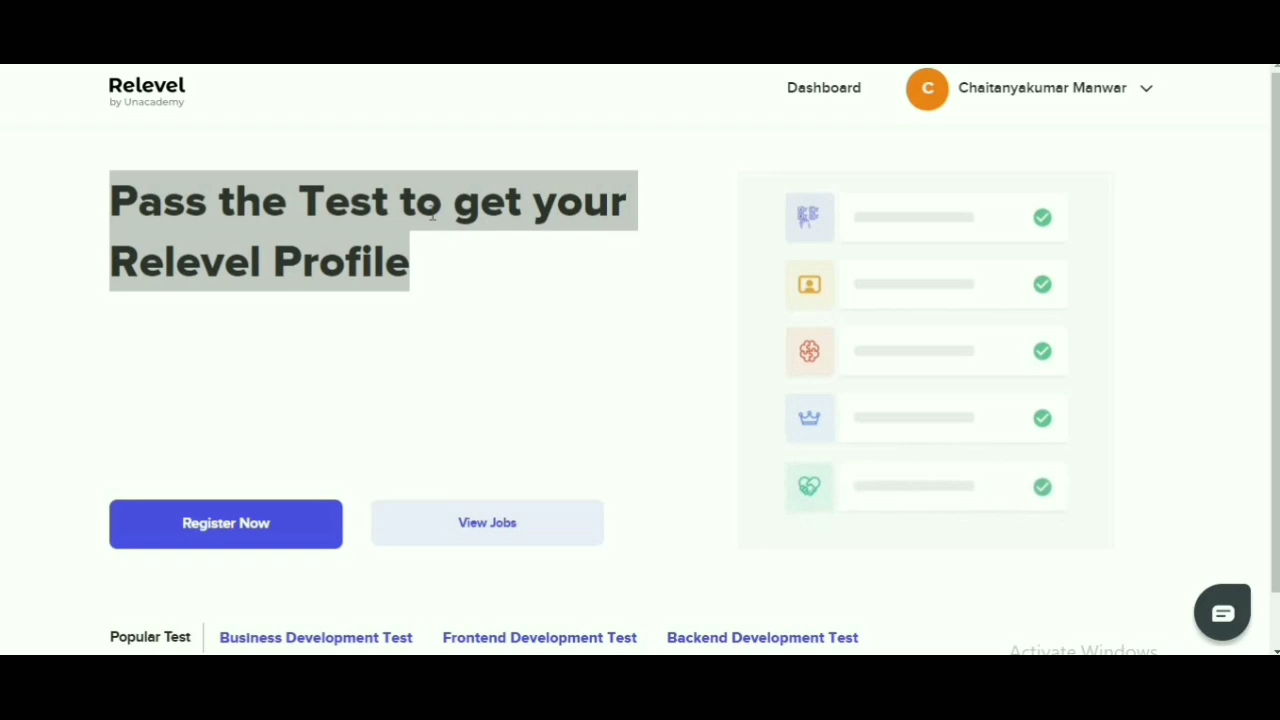 Relevel
by Unacademy
Dashboard
C
Chaitanyakumar Manwar
Pass the Test to get your
Relevel Profile
Register Now
View Jobs
Popular Test
Business Development Test
Frontend Development Test
Backend Development Test
Activate Windows